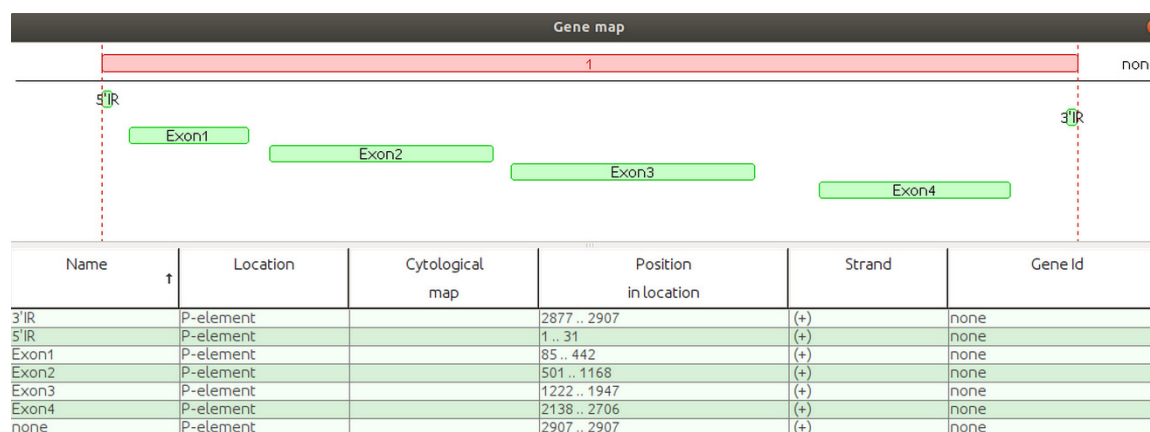 Gene map
1
non
5'IR
3'IR
Exon1
Exon2
Exon3
Exon4
Name ↑ Location Cytological map Position in location Strand Gene Id
3'IR P-element 2877 .. 2907 (+) none
5'IR P-element 1 .. 31 (+) none
Exon1 P-element 85 .. 442 (+) none
Exon2 P-element 501 .. 1168 (+) none
Exon3 P-element 1222 .. 1947 (+) none
Exon4 P-element 2138 .. 2706 (+) none
none P-element 2907 .. 2907 (+) none